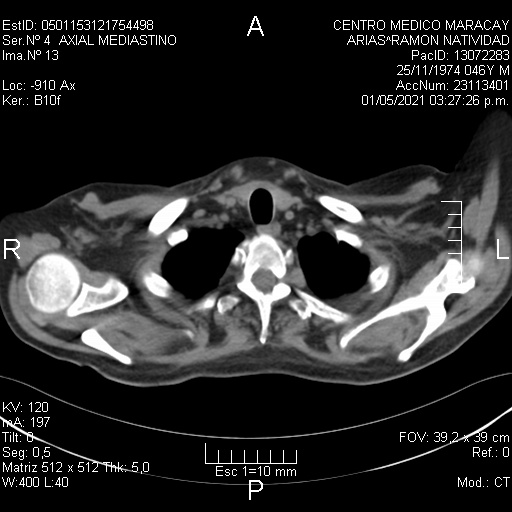 EstID: 0501153121754498
Ser.Nº 4  AXIAL MEDIASTINO
Ima.Nº 13
Loc: -910 Ax
Ker.: B10f
A
CENTRO MEDICO MARACAY
ARIAS^RAMON NATIVIDAD
PacID: 13072283
25/11/1974 046Y M
AccNum: 23113401
01/05/2021 03:27:26 p.m.
R
L
KV: 120
mA: 197
Tilt: 0
Seg: 0,5
Matriz 512 x 512 Thk: 5,0
W:400 L:40
Esc 1=10 mm
P
FOV: 39,2 x 39 cm
Ref.: 0
Mod.: CT